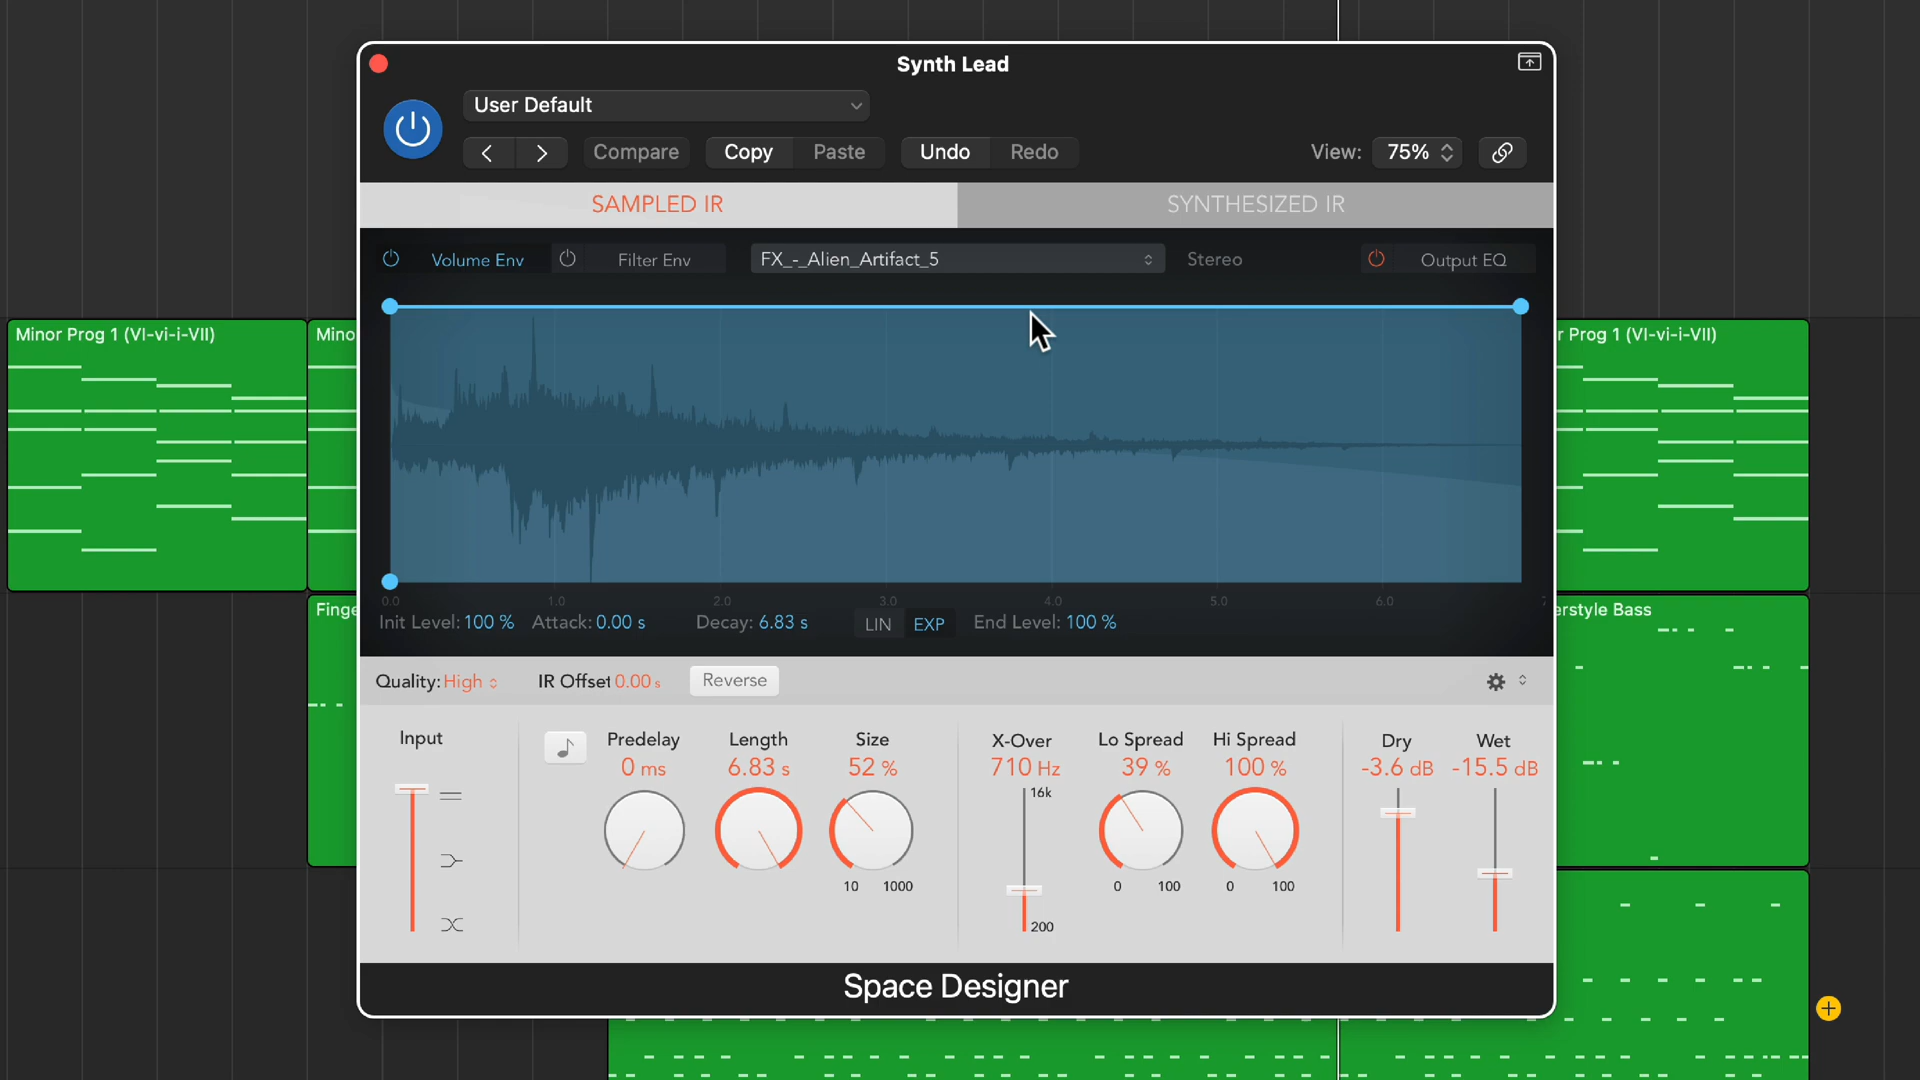 Synth Lead
User Default
Compare Copy Paste Undo Redo View: 75%
SAMPLED IR SYNTHESIZED IR
Volume Env Filter Env FX_-_Alien_Artifact_5 Stereo Output EQ
Minor Prog 1 (VI-vi-i-VII) Mino r Prog 1 (VI-vi-i-VII)
0.0 1.0 2.0 3.0 4.0 5.0 6.0 7
Finge erstyle Bass
Init Level: 100 % Attack: 0.00 s Decay: 6.83 s LIN EXP End Level: 100 %
Quality: High IR Offset 0.00 s Reverse
Input Predelay Length Size X-Over Lo Spread Hi Spread Dry Wet
0 ms 6.83 s 52 % 710 Hz 39 % 100 % -3.6 dB -15.5 dB
16k
10 1000 0 100 0 100
200
Space Designer